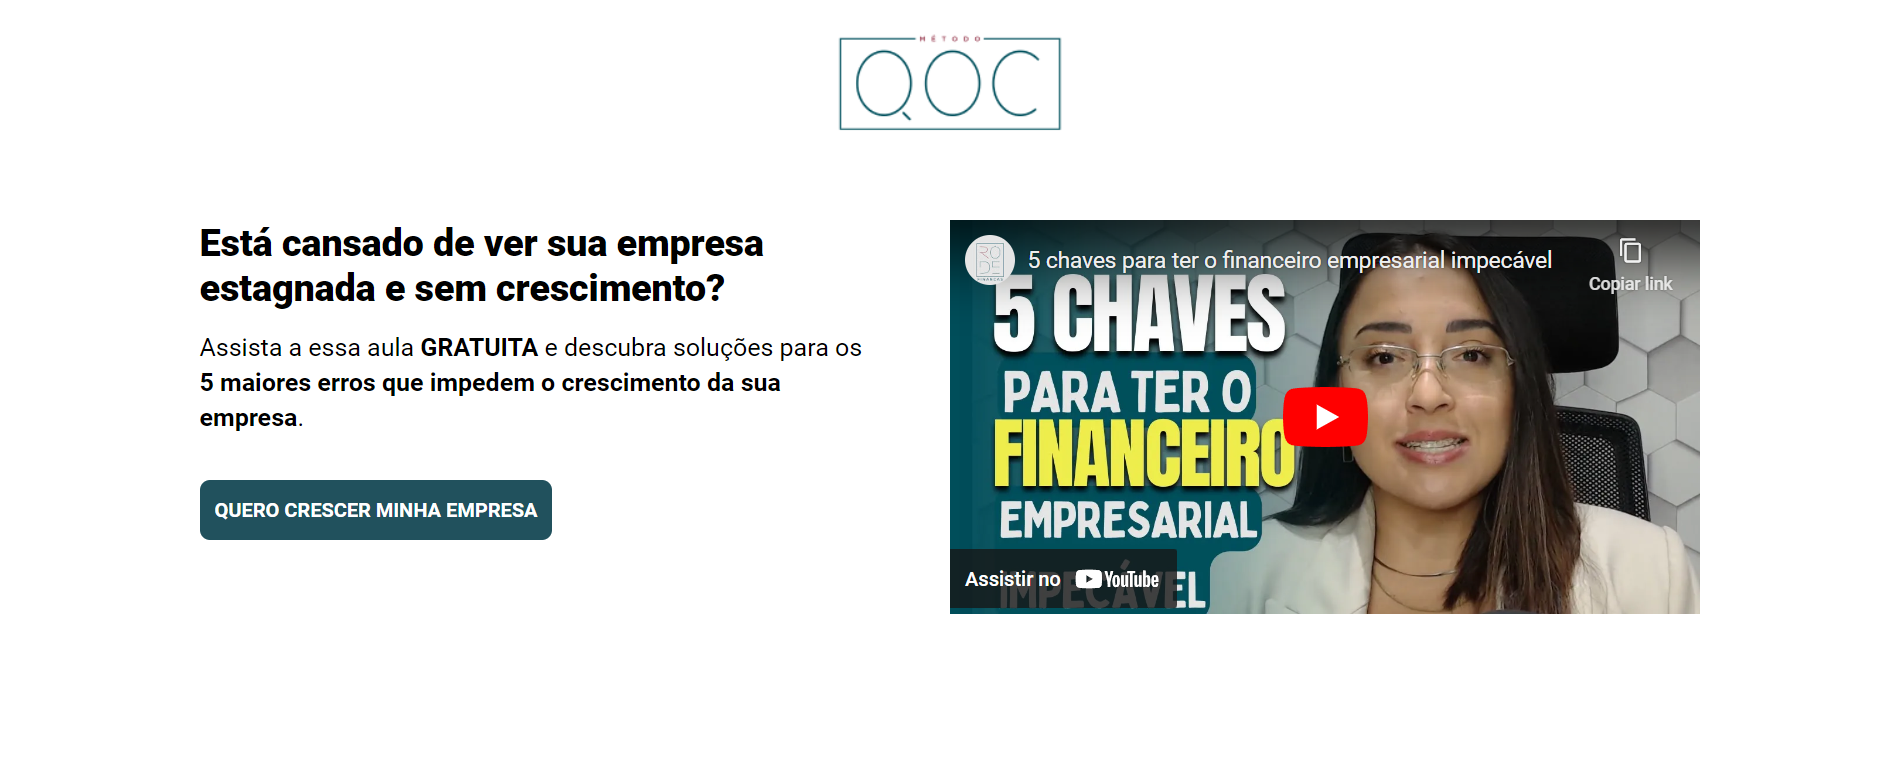 MÉTODO
QOC
Está cansado de ver sua empresa
estagnada e sem crescimento?
Assista a essa aula GRATUITA e descubra soluções para os
5 maiores erros que impedem o crescimento da sua
empresa.
QUERO CRESCER MINHA EMPRESA
RO
DE
FINANÇAS
5 chaves para ter o financeiro empresarial impecável
Copiar link
5 CHAVES
PARA TER O
FINANCEIRO
EMPRESARIAL
IMPECÁVEL
Assistir no YouTube